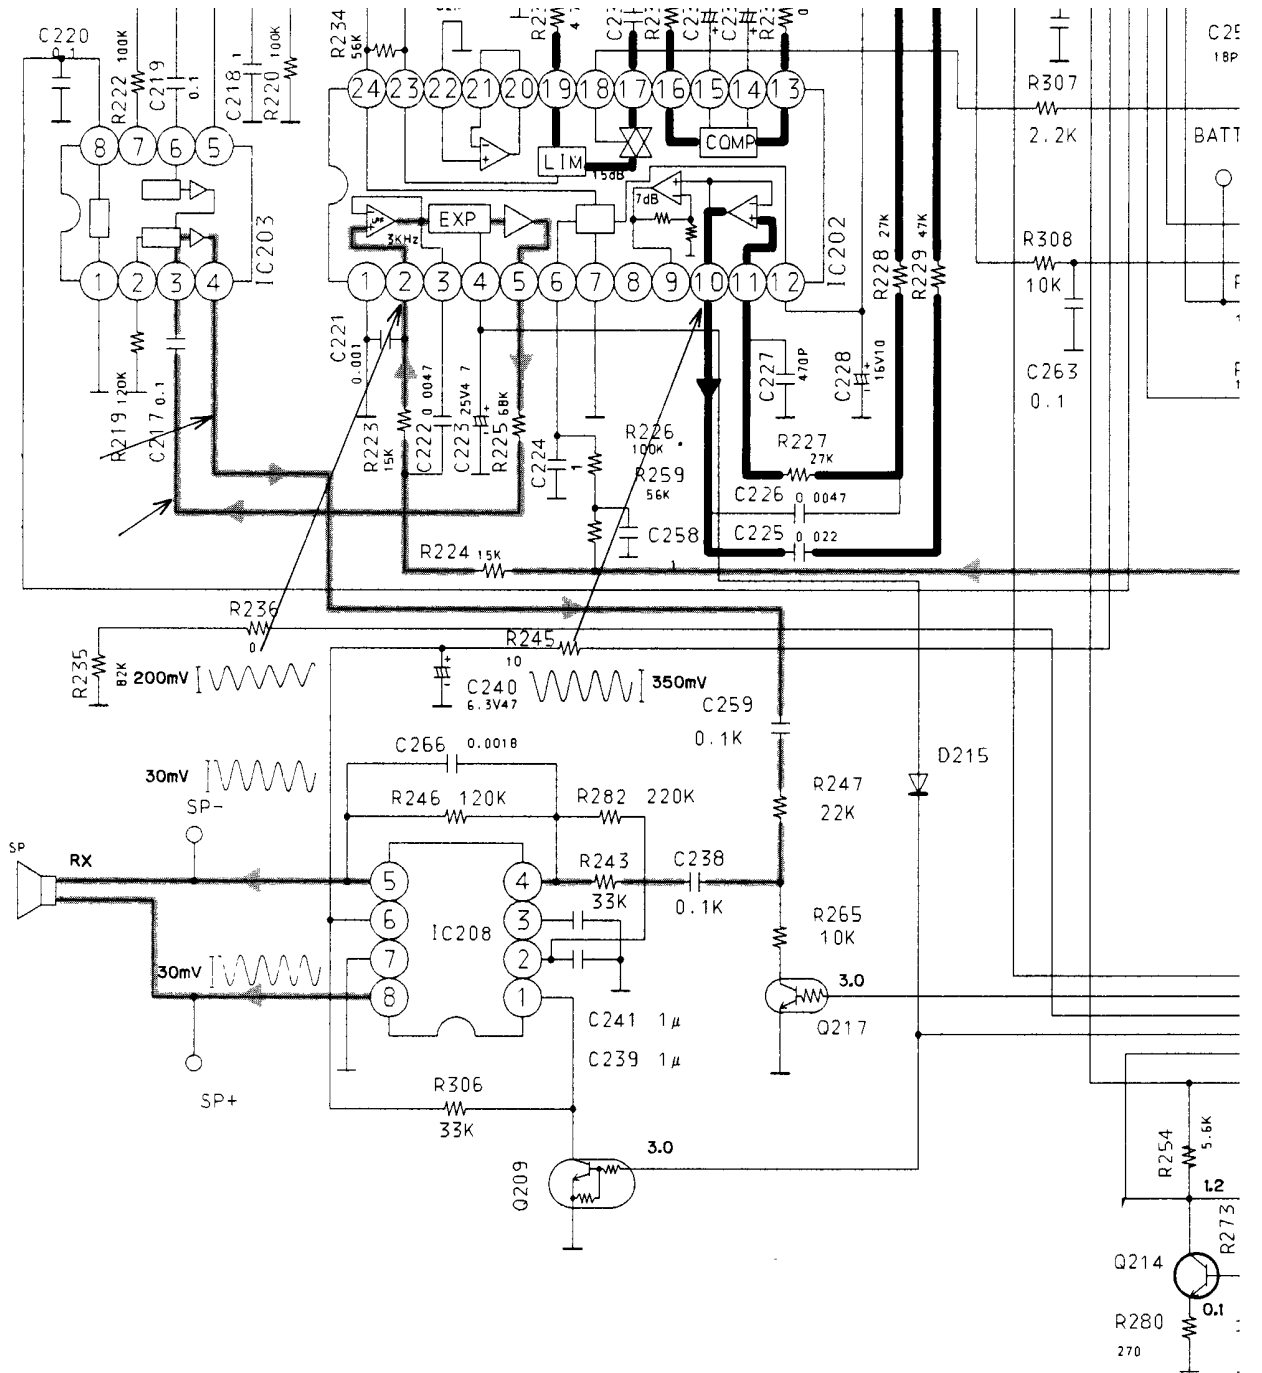 C220
0.1
R222 100K
C219
0.1
C218 1
R220 100K
R234
56K
R307
2.2K
18P
BATT
8 7 6 5
24 23 22 21 20 19 18 17 16 15 14 13
LIM
15dB
COMP
7dB
LPF
3KHz
EXP
IC203
IC202
1 2 3 4
1 2 3 4 5 6 7 8 9 10 11 12
R228 27K
R229 47K
R308
10K
C263
0.1
C221
0.001
R219 120K
C217 0.1
R223
15K
C222 0 0047
C223 25V4 7
R225 68K
C224
1
R226
100K
R259
56K
C258
C227
470P
C228
16V10
R227
27K
C226 0 0047
C225 0 022
R224 15K
R236
0
R235
82K
200mV
R245
10
C240
6.3V47
350mV
C259
0.1K
D215
C266 0.0018
30mV
SP-
R246 120K
R282 220K
R247
22K
SP
RX
R243
33K
C238
0.1K
R265
10K
5 6 7 8
4 3 2 1
IC208
30mV
SP+
3.0
Q217
C241 1μ
C239 1μ
R306
33K
3.0
Q209
R254
5.6K
1.2
R273
Q214
0.1
R280
270